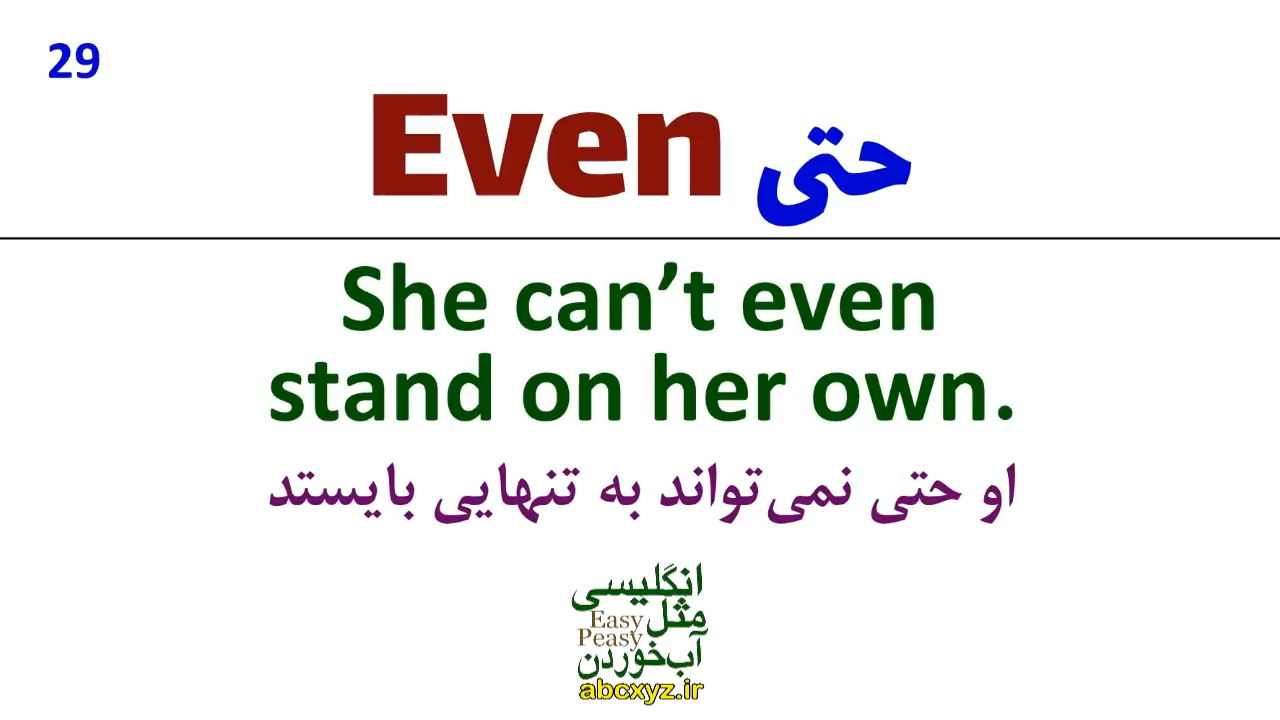 29
Even حتی
She can’t even
stand on her own.
او حتی نمی‌تواند به تنهایی بایستد
انگلیسی
مثل Easy
Peasy
آب‌خوردن
abcxyz.ir